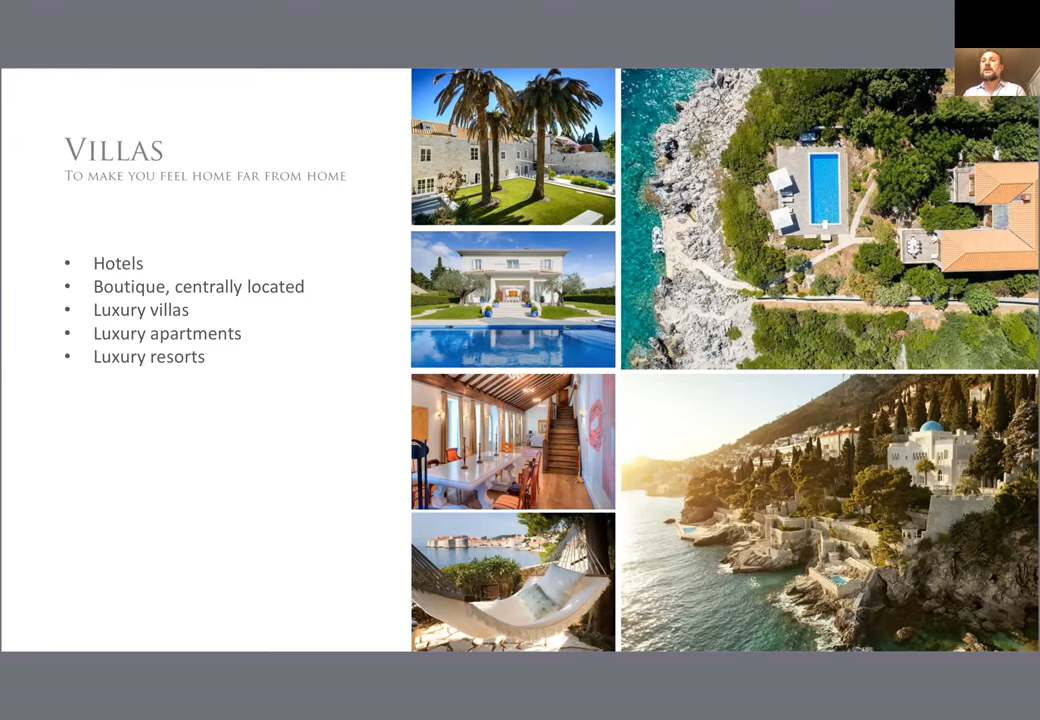 Villas
To make you feel home far from home
• Hotels
• Boutique, centrally located
• Luxury villas
• Luxury apartments
• Luxury resorts